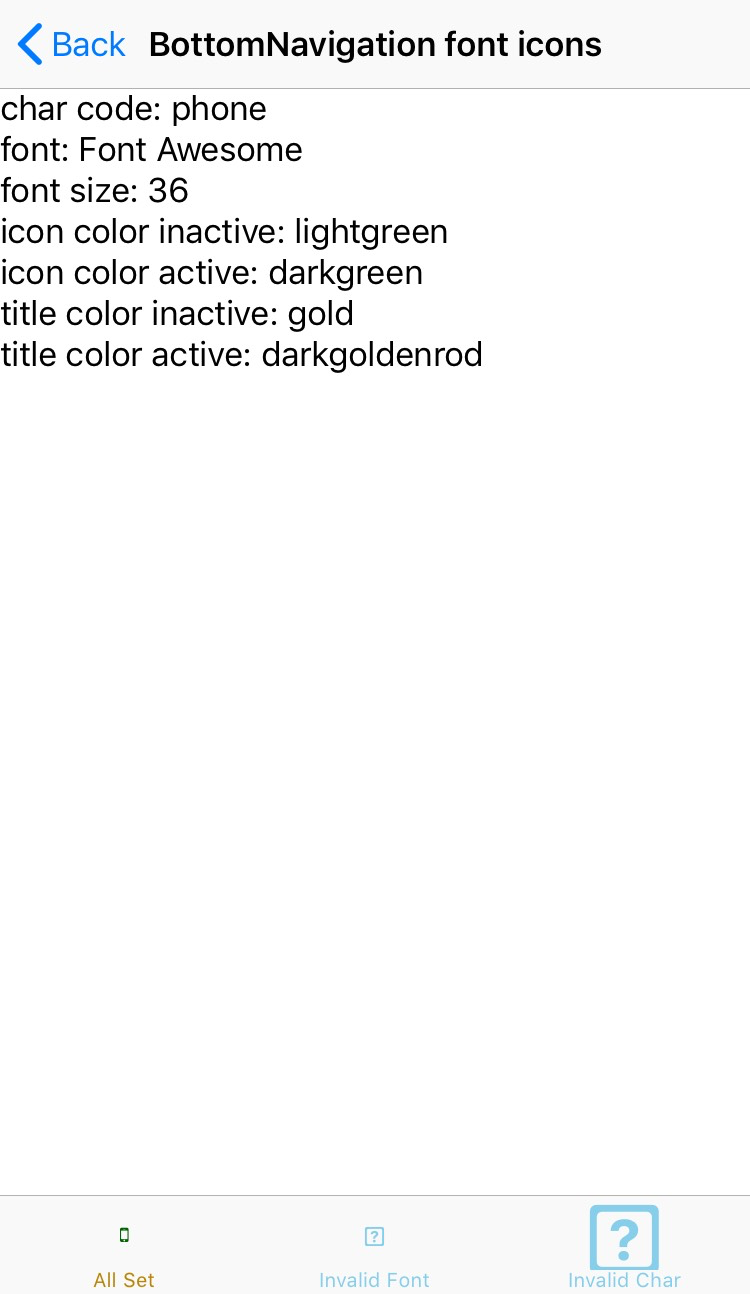 Back BottomNavigation font icons
char code: phone
font: Font Awesome
font size: 36
icon color inactive: lightgreen
icon color active: darkgreen
title color inactive: gold
title color active: darkgoldenrod
? ?
All Set Invalid Font Invalid Char